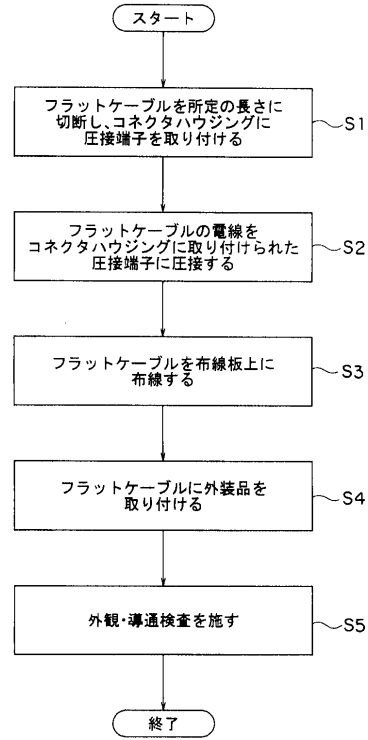 スタート
フラットケーブルを所定の長さに
切断し、コネクタハウジングに
圧接端子を取り付ける
S1
フラットケーブルの電線を
コネクタハウジングに取り付けられた
圧接端子に圧接する
S2
フラットケーブルを布線板上に
布線する
S3
フラットケーブルに外装品を
取り付ける
S4
外観・導通検査を施す
S5
終了